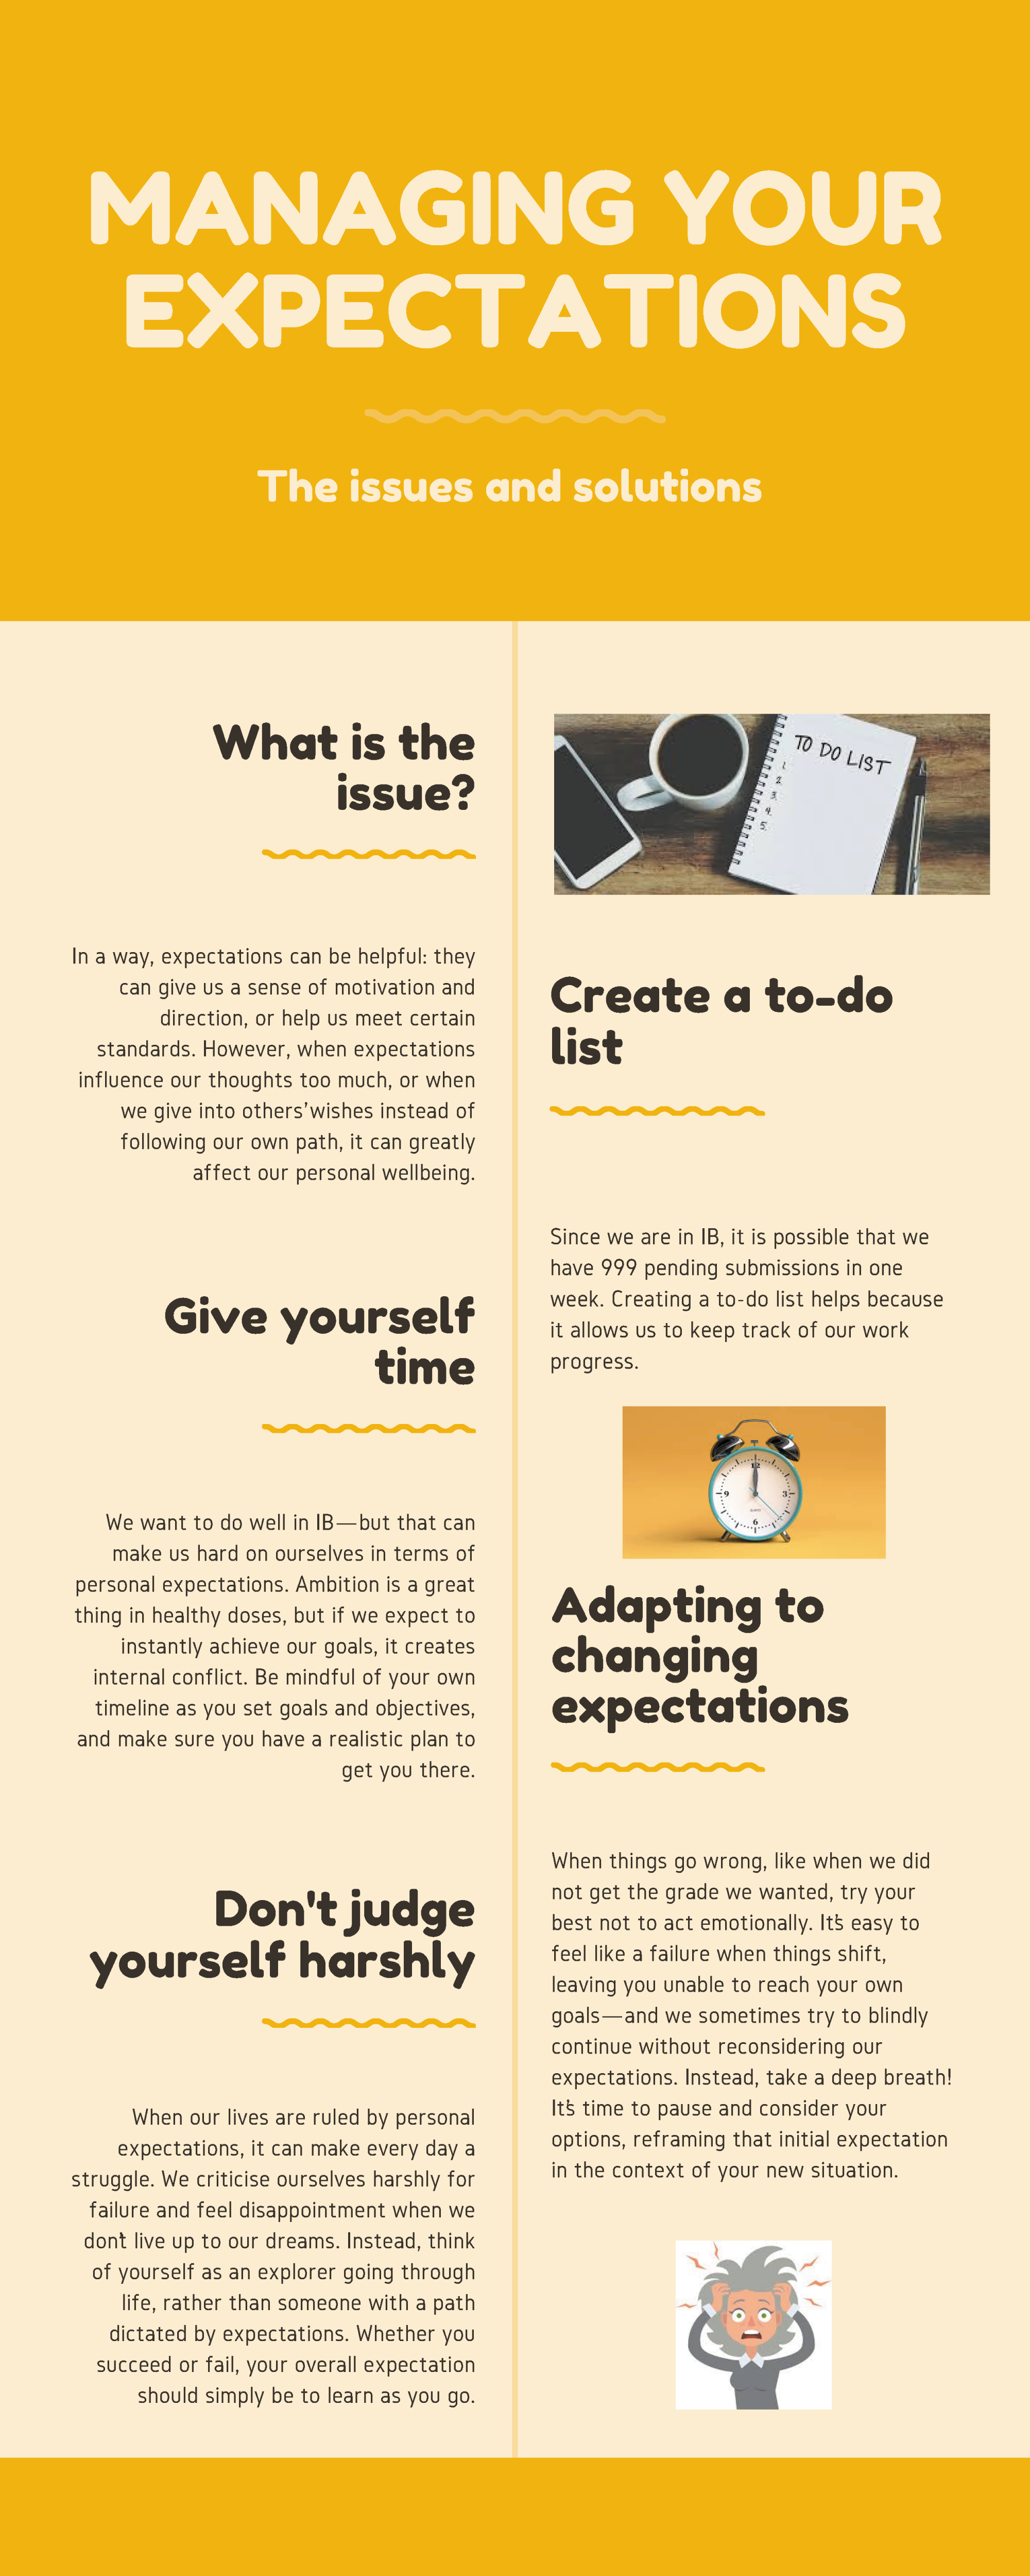 MANAGING YOUR
EXPECTATIONS
The issues and solutions
What is the
issue?
In a way, expectations can be helpful: they
can give us a sense of motivation and
direction, or help us meet certain
standards. However, when expectations
influence our thoughts too much, or when
we give into others’wishes instead of
following our own path, it can greatly
affect our personal wellbeing.
TO DO LIST
1.
2.
3.
4.
5.
Create a to-do
list
Since we are in IB, it is possible that we
have 999 pending submissions in one
week. Creating a to-do list helps because
it allows us to keep track of our work
progress.
Give yourself
time
We want to do well in IB—but that can
make us hard on ourselves in terms of
personal expectations. Ambition is a great
thing in healthy doses, but if we expect to
instantly achieve our goals, it creates
internal conflict. Be mindful of your own
timeline as you set goals and objectives,
and make sure you have a realistic plan to
get you there.
12
9
3
6
Adapting to
changing
expectations
When things go wrong, like when we did
not get the grade we wanted, try your
best not to act emotionally. It’s easy to
feel like a failure when things shift,
leaving you unable to reach your own
goals—and we sometimes try to blindly
continue without reconsidering our
expectations. Instead, take a deep breath!
It’s time to pause and consider your
options, reframing that initial expectation
in the context of your new situation.
Don't judge
yourself harshly
When our lives are ruled by personal
expectations, it can make every day a
struggle. We criticise ourselves harshly for
failure and feel disappointment when we
don’t live up to our dreams. Instead, think
of yourself as an explorer going through
life, rather than someone with a path
dictated by expectations. Whether you
succeed or fail, your overall expectation
should simply be to learn as you go.